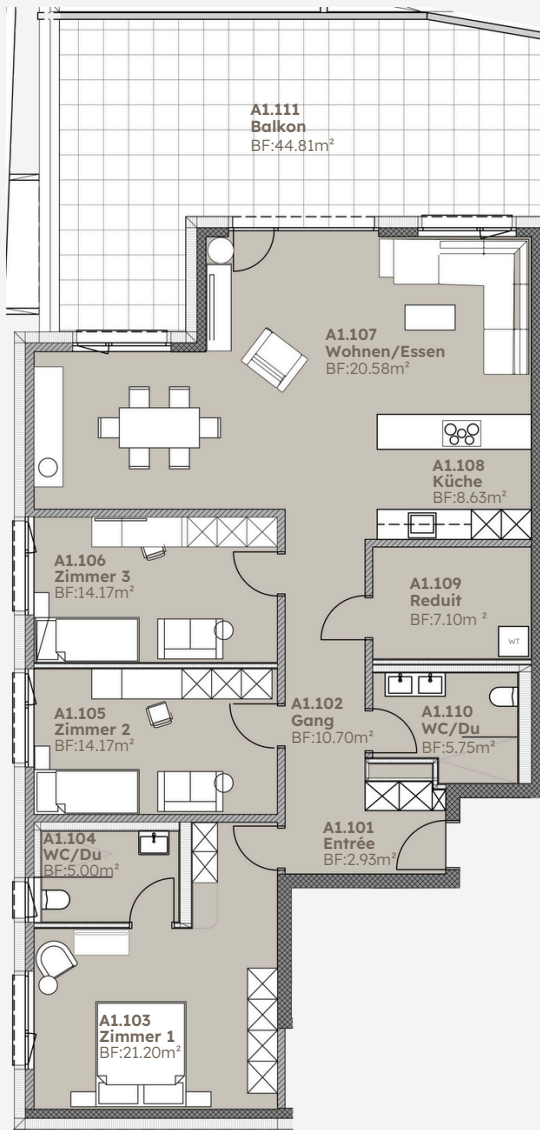 A1.111
Balkon
BF:44.81m²
A1.107
Wohnen/Essen
BF:20.58m²
A1.108
Küche
BF:8.63m²
A1.106
Zimmer 3
BF:14.17m²
A1.109
Reduit
BF:7.10m²
WT
A1.105
Zimmer 2
BF:14.17m²
A1.102
Gang
BF:10.70m²
A1.110
WC/Du
BF:5.75m²
A1.101
Entrée
BF:2.93m²
A1.104
WC/Du
BF:5.00m²
A1.103
Zimmer 1
BF:21.20m²